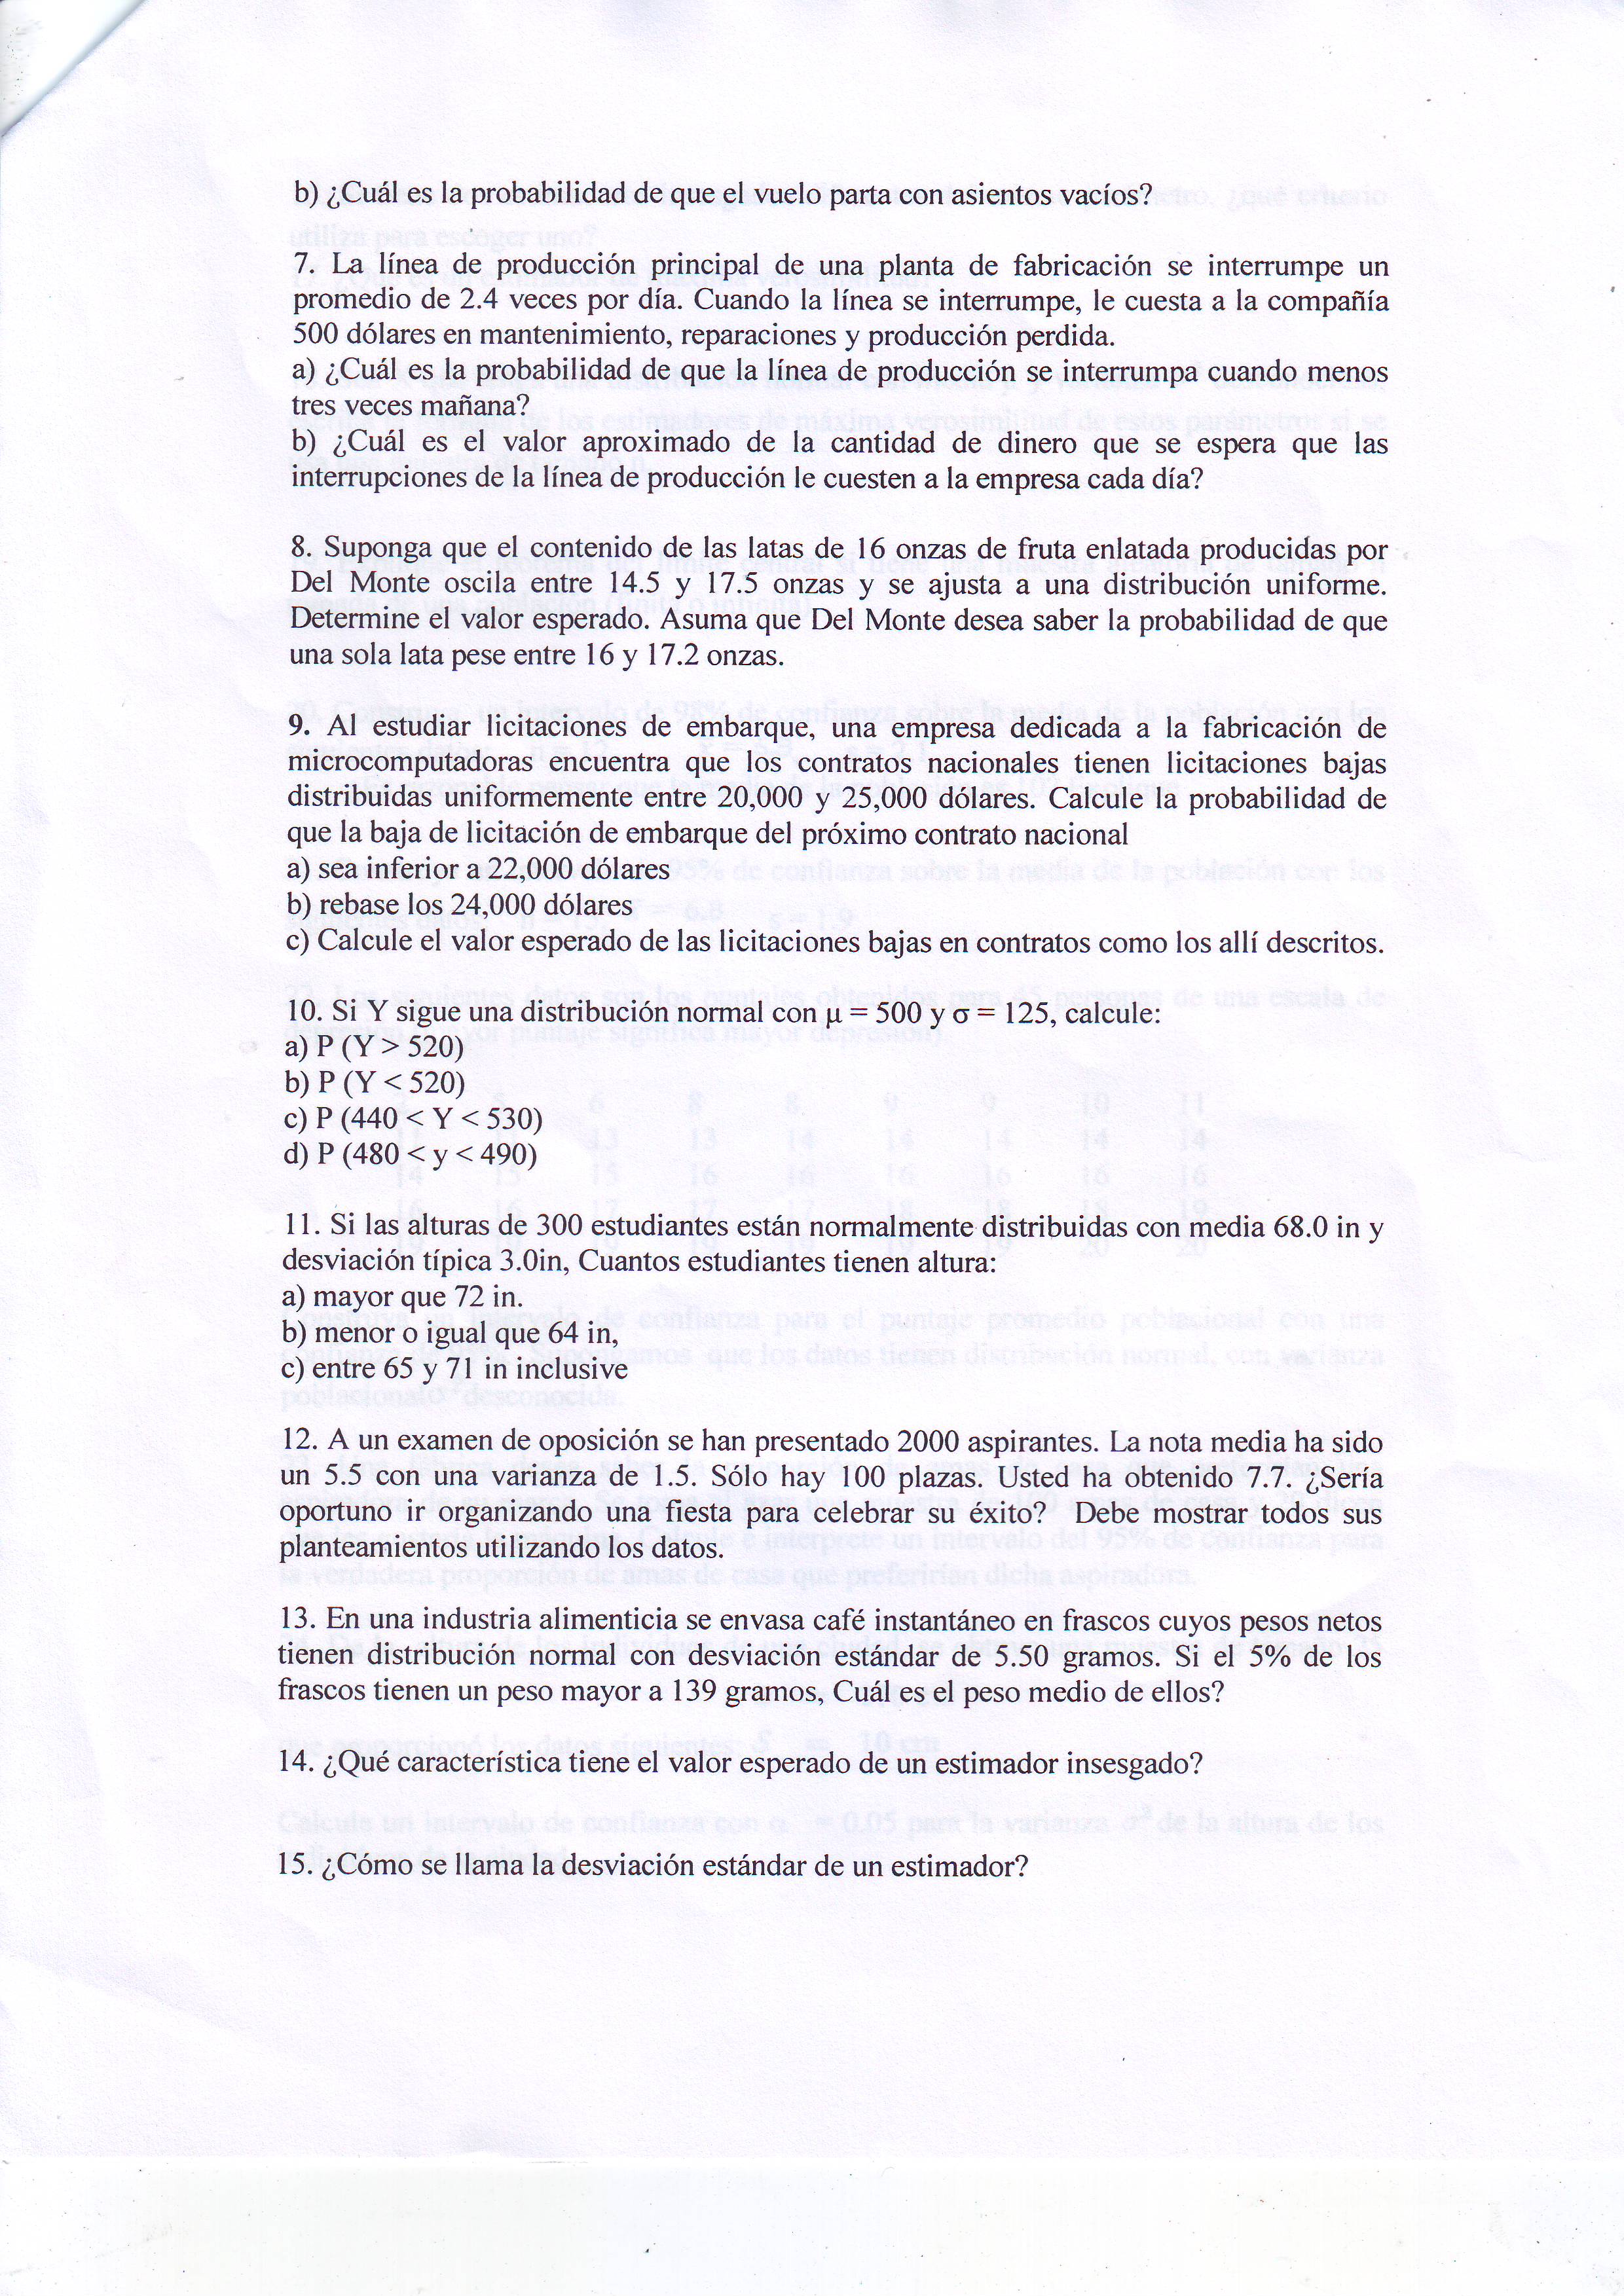 b) ¿Cuál es la probabilidad de que el vuelo parta con asientos vacíos?
7. La línea de producción principal de una planta de fabricación se interrumpe un
promedio de 2.4 veces por día. Cuando la línea se interrumpe, le cuesta a la compañía
500 dólares en mantenimiento, reparaciones y producción perdida.
a) ¿Cuál es la probabilidad de que la línea de producción se interrumpa cuando menos
tres veces mañana?
b) ¿Cuál es el valor aproximado de la cantidad de dinero que se espera que las
interrupciones de la línea de producción le cuesten a la empresa cada día?
8. Suponga que el contenido de las latas de 16 onzas de fruta enlatada producidas por
Del Monte oscila entre 14.5 y 17.5 onzas y se ajusta a una distribución uniforme.
Determine el valor esperado. Asuma que Del Monte desea saber la probabilidad de que
una sola lata pese entre 16 y 17.2 onzas.
9. Al estudiar licitaciones de embarque, una empresa dedicada a la fabricación de
microcomputadoras encuentra que los contratos nacionales tienen licitaciones bajas
distribuidas uniformemente entre 20,000 y 25,000 dólares. Calcule la probabilidad de
que la baja de licitación de embarque del próximo contrato nacional
a) sea inferior a 22,000 dólares
b) rebase los 24,000 dólares
c) Calcule el valor esperado de las licitaciones bajas en contratos como los allí descritos.
10. Si Y sigue una distribución normal con μ = 500 y σ = 125, calcule:
a) P (Y > 520)
b) P (Y < 520)
c) P (440 < Y < 530)
d) P (480 < y < 490)
11. Si las alturas de 300 estudiantes están normalmente distribuidas con media 68.0 in y
desviación típica 3.0in, Cuantos estudiantes tienen altura:
a) mayor que 72 in.
b) menor o igual que 64 in,
c) entre 65 y 71 in inclusive
12. A un examen de oposición se han presentado 2000 aspirantes. La nota media ha sido
un 5.5 con una varianza de 1.5. Sólo hay 100 plazas. Usted ha obtenido 7.7. ¿Sería
oportuno ir organizando una fiesta para celebrar su éxito? Debe mostrar todos sus
planteamientos utilizando los datos.
13. En una industria alimenticia se envasa café instantáneo en frascos cuyos pesos netos
tienen distribución normal con desviación estándar de 5.50 gramos. Si el 5% de los
frascos tienen un peso mayor a 139 gramos, Cuál es el peso medio de ellos?
14. ¿Qué característica tiene el valor esperado de un estimador insesgado?
15. ¿Cómo se llama la desviación estándar de un estimador?